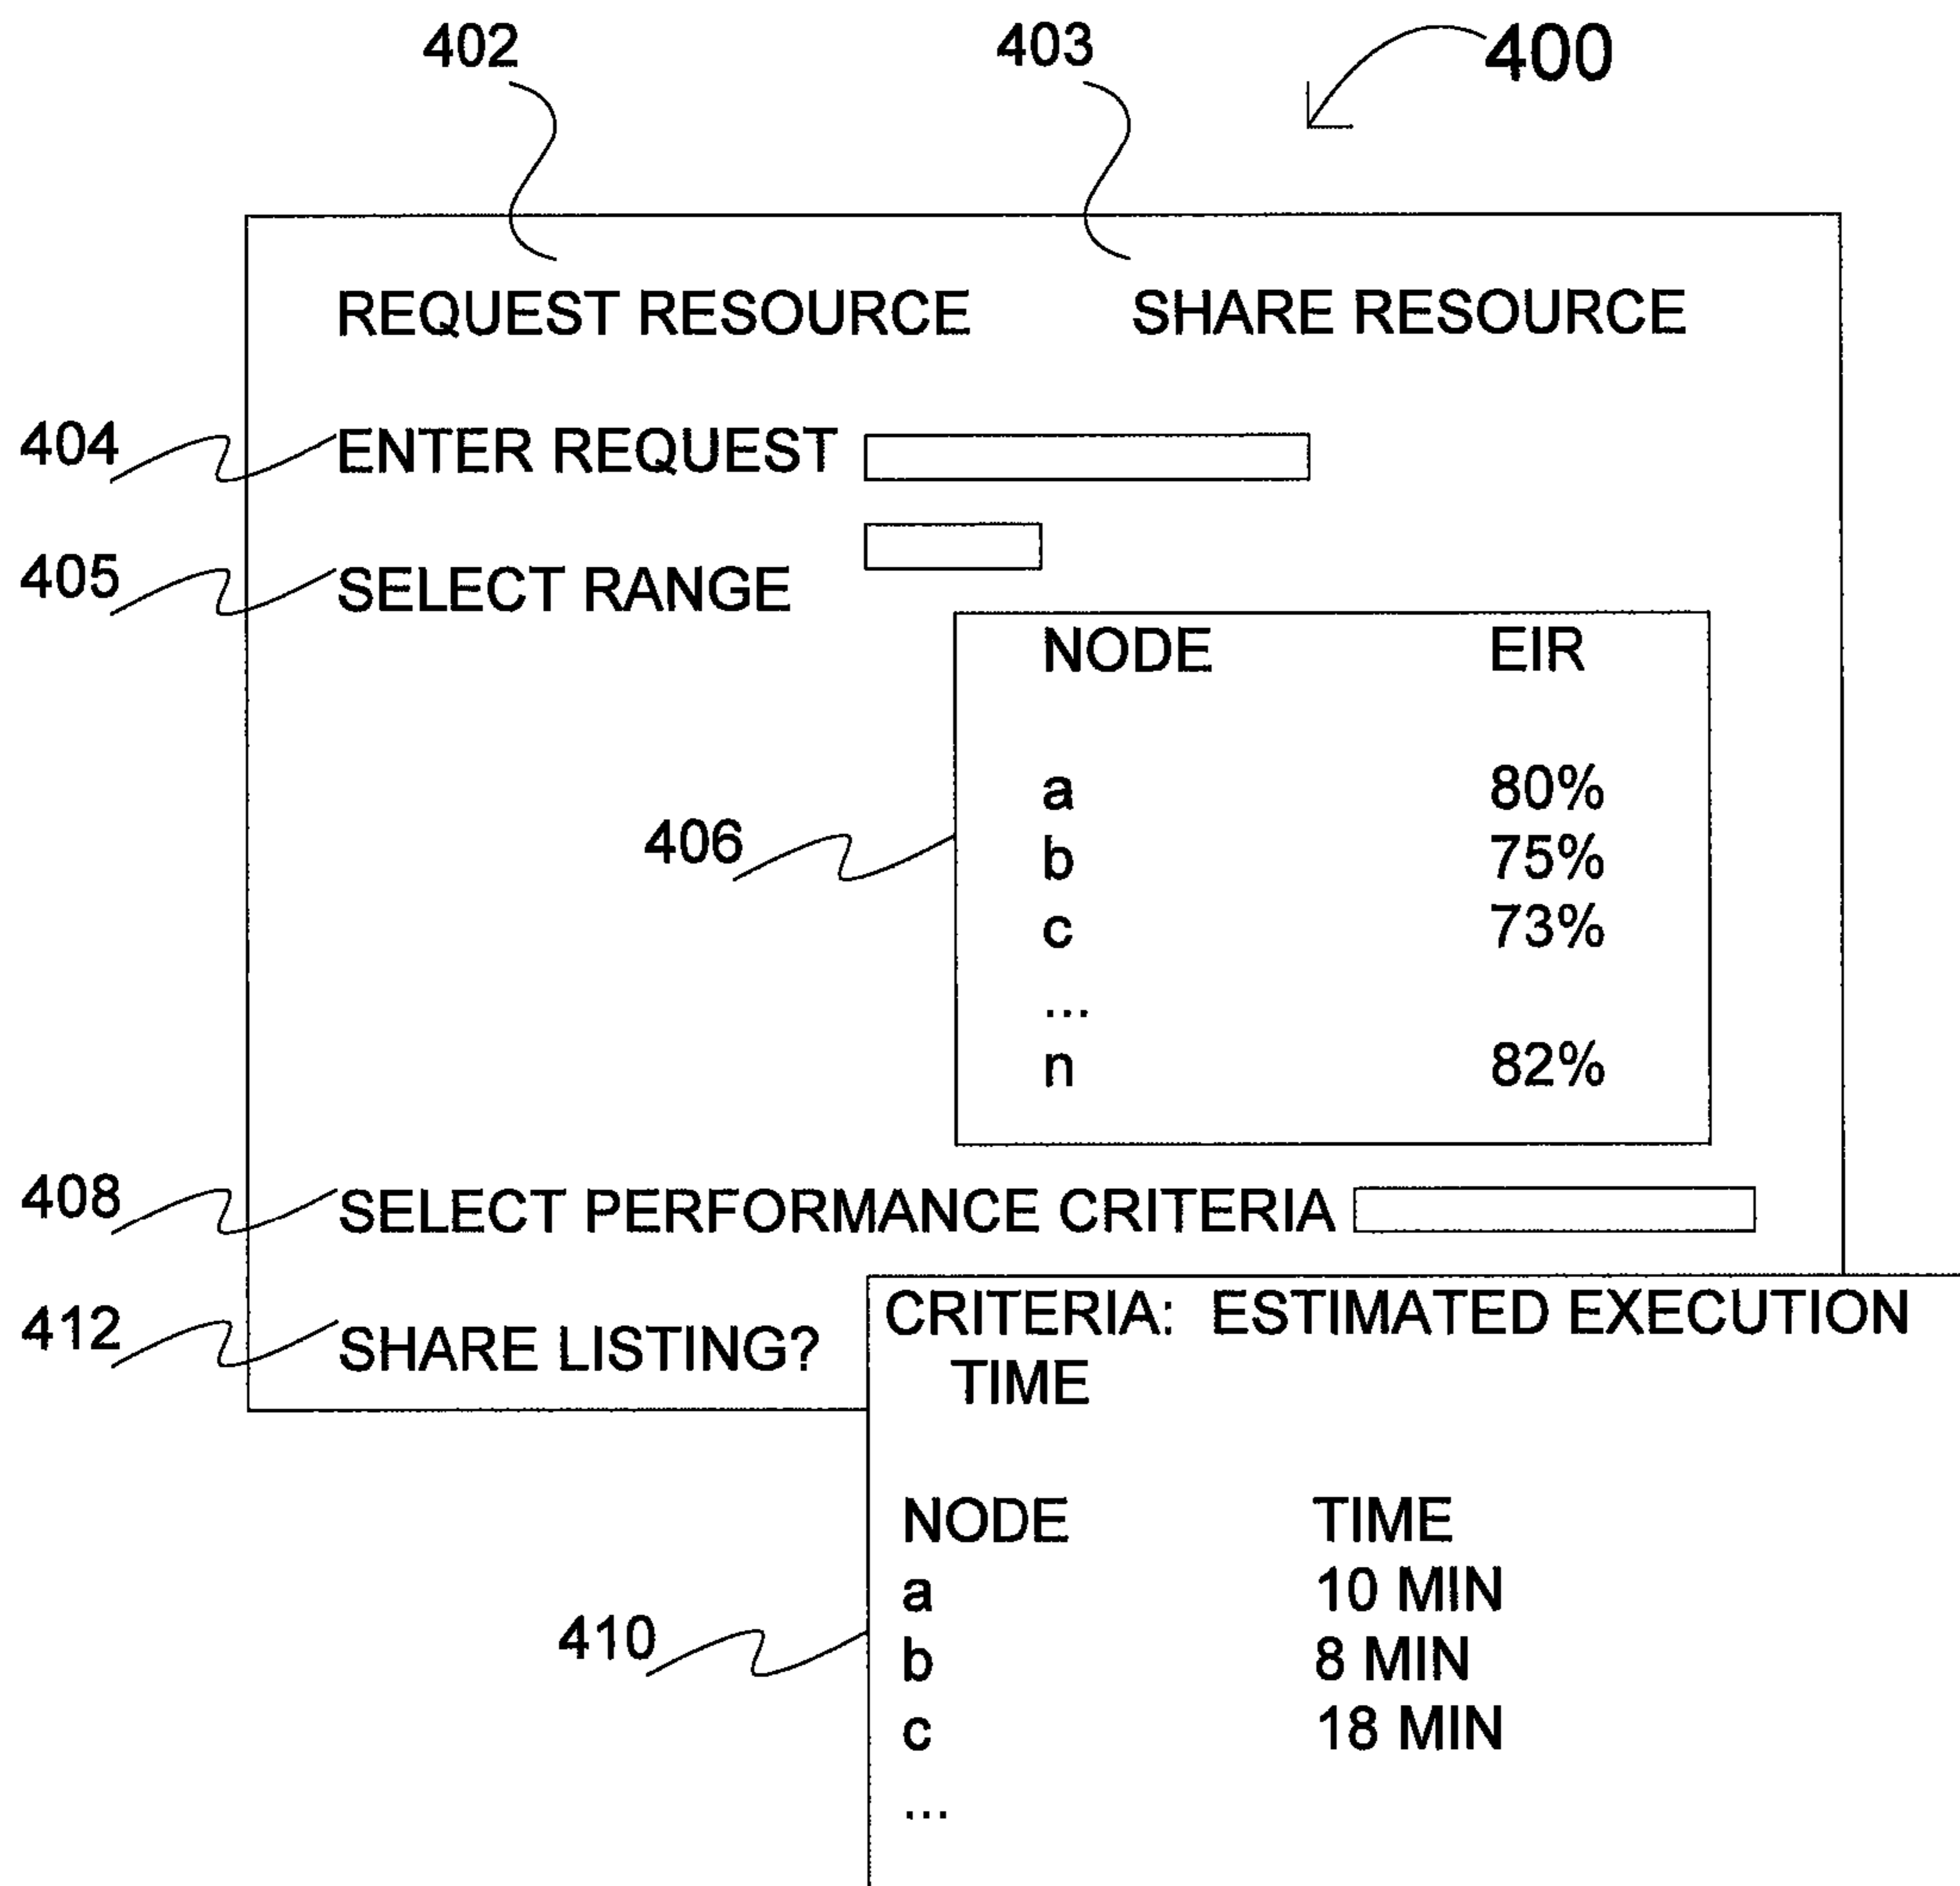 402 403 400
REQUEST RESOURCE SHARE RESOURCE
404 ENTER REQUEST
405 SELECT RANGE
NODE EIR
a 80%
406
b 75%
c 73%
...
n 82%
408 SELECT PERFORMANCE CRITERIA
412 SHARE LISTING?
CRITERIA: ESTIMATED EXECUTION
TIME
NODE TIME
a 10 MIN
410
b 8 MIN
c 18 MIN
...